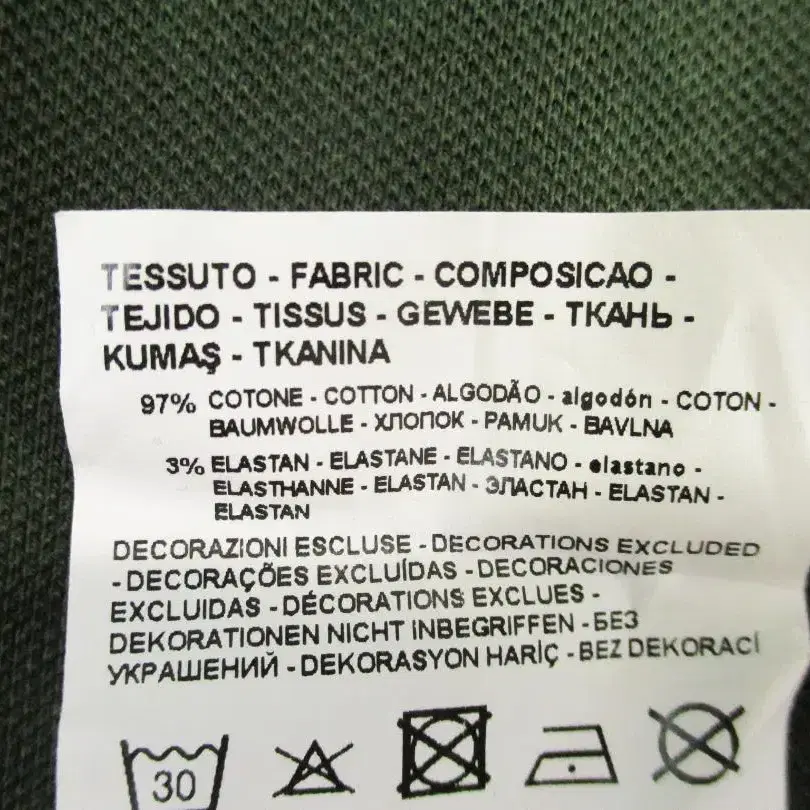 TESSUTO - FABRIC - COMPOSICAO -
TEJIDO - TISSUS - GEWEBE - ТКАНЬ -
KUMAŞ - TKANINA
97% COTONE - COTTON - ALGODÃO - algodón - COTON -
BAUMWOLLE - ХЛОПОК - PAMUK - BAVLNA
3% ELASTAN - ELASTANE - ELASTANO - elastano -
ELASTHANNE - ELASTAN - ЭЛАСТАН - ELASTAN -
ELASTAN
DECORAZIONI ESCLUSE - DECORATIONS EXCLUDED
- DECORAÇÕES EXCLUÍDAS - DECORACIONES
EXCLUIDAS - DÉCORATIONS EXCLUES -
DEKORATIONEN NICHT INBEGRIFFEN - БЕЗ
УКРАШЕНИЙ - DEKORASYON HARİÇ - BEZ DEKORACÍ
30